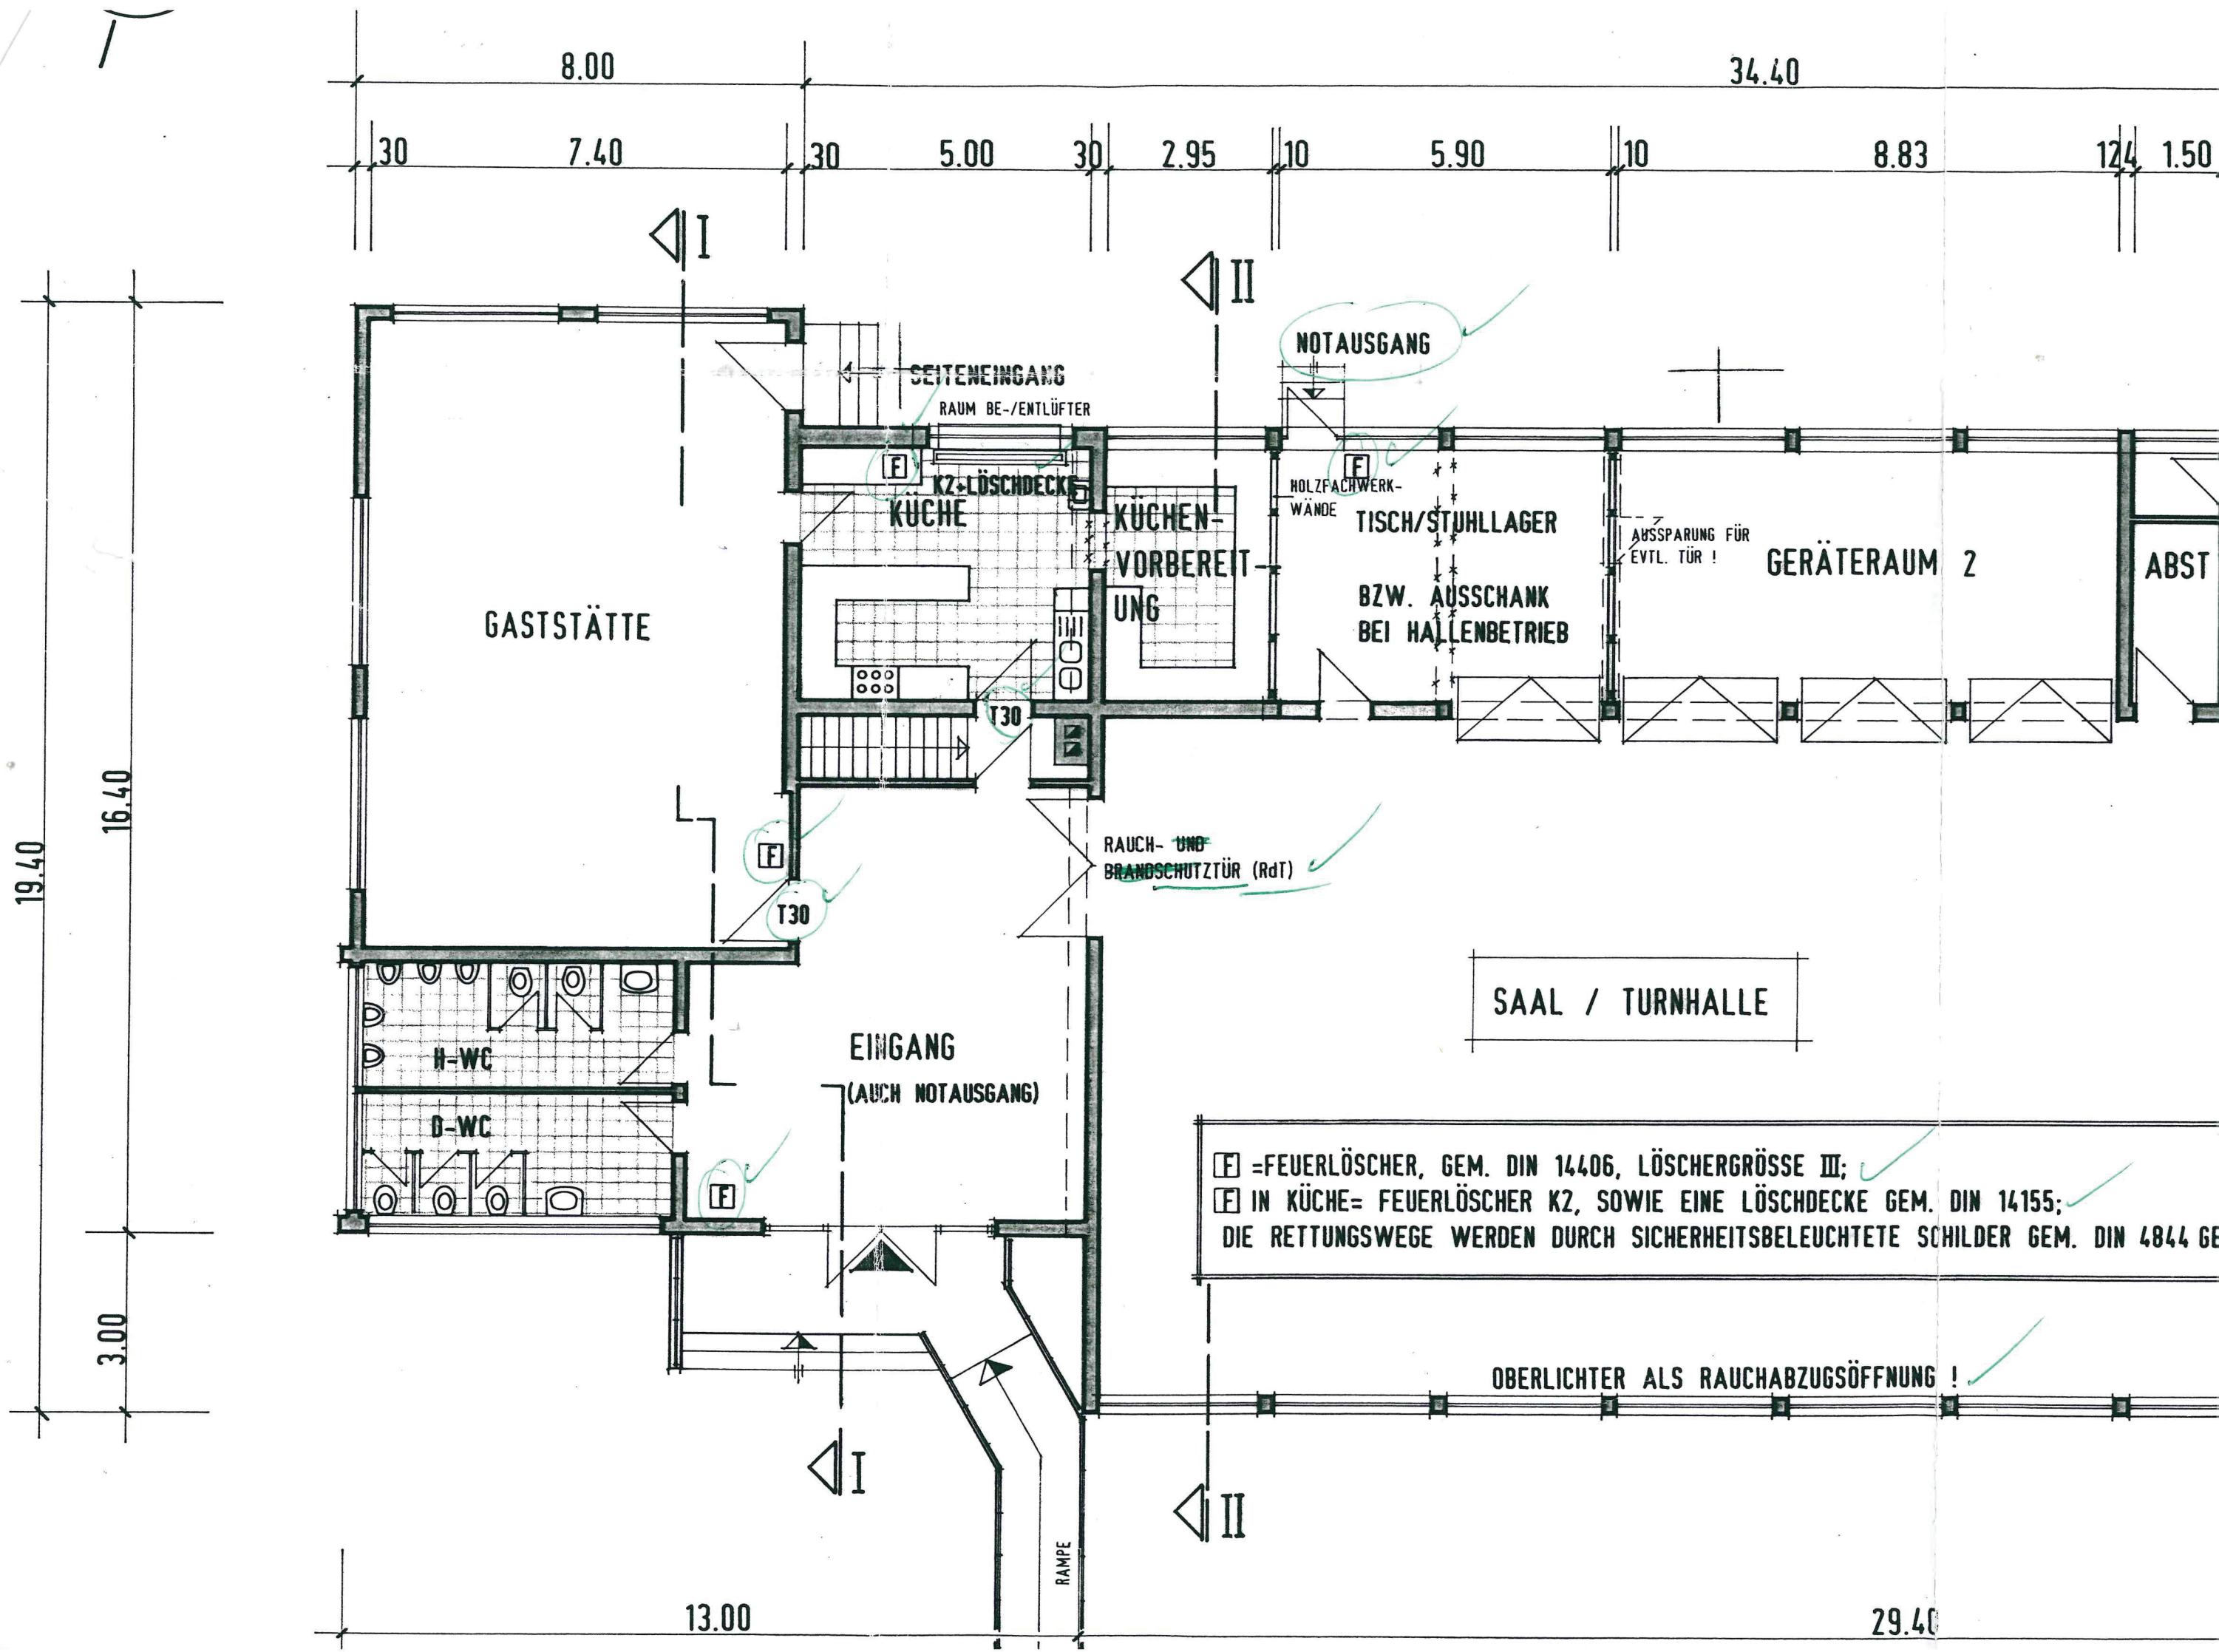 8.00
34.40
30
7.40
30
5.00
30
2.95
10
5.90
10
8.83
124
1.50
I
II
NOTAUSGANG
SEITENEINGANG
RAUM BE-/ENTLÜFTER
F
K2+LÖSCHDECKE
KÜCHE
KÜCHEN-
VORBEREIT-
UNG
F
HOLZFACHWERK-
WÄNDE
TISCH/STUHLLAGER
BZW. AUSSCHANK
BEI HALLENBETRIEB
AUSSPARUNG FÜR
EVTL. TÜR !
GERÄTERAUM 2
ABST
GASTSTÄTTE
T30
16.40
19.40
F
T30
RAUCH- UND
BRANDSCHUTZTÜR (RdT)
SAAL / TURNHALLE
EINGANG
(AUCH NOTAUSGANG)
H-WC
D-WC
F
F =FEUERLÖSCHER, GEM. DIN 14406, LÖSCHERGRÖSSE III;
F IN KÜCHE= FEUERLÖSCHER K2, SOWIE EINE LÖSCHDECKE GEM. DIN 14155;
DIE RETTUNGSWEGE WERDEN DURCH SICHERHEITSBELEUCHTETE SCHILDER GEM. DIN 4844 GE
3.00
OBERLICHTER ALS RAUCHABZUGSÖFFNUNG !
I
II
RAMPE
13.00
29.40